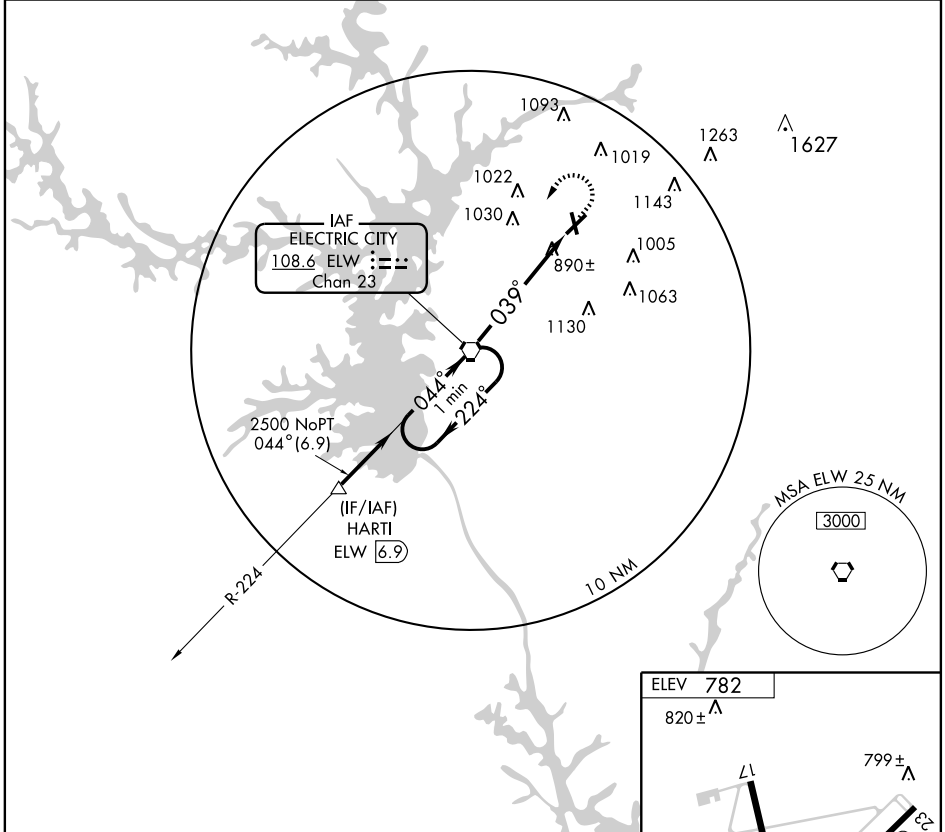 1093
1263
1627
1019
1022
1143
1030
IAF
ELECTRIC CITY
108.6 ELW
Chan 23
1005
890±
1063
039°
1130
044°
1 min
224°
2500 NoPT
044° (6.9)
(IF/IAF)
HARTI
ELW 6.9
MSA ELW 25 NM
3000
R-224
10 NM
ELEV 782
820±
799±
17
23